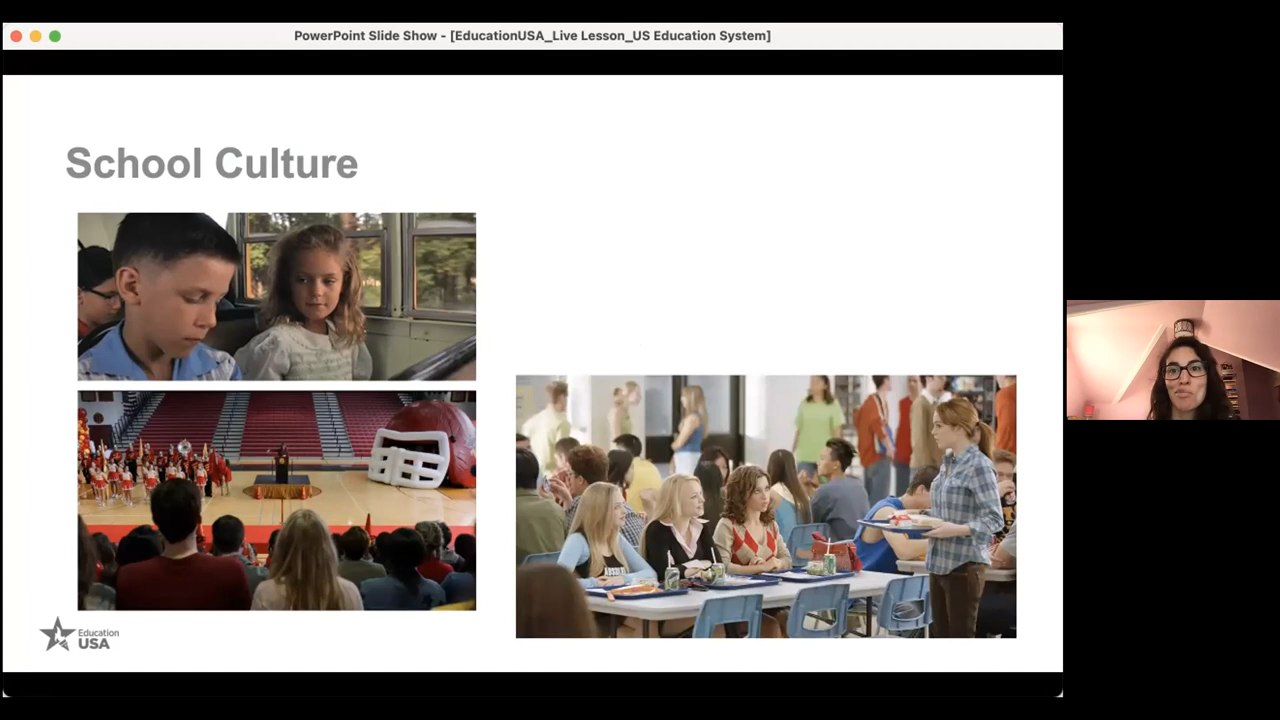 PowerPoint Slide Show - [EducationUSA_Live Lesson_US Education System]
School Culture
Education
USA